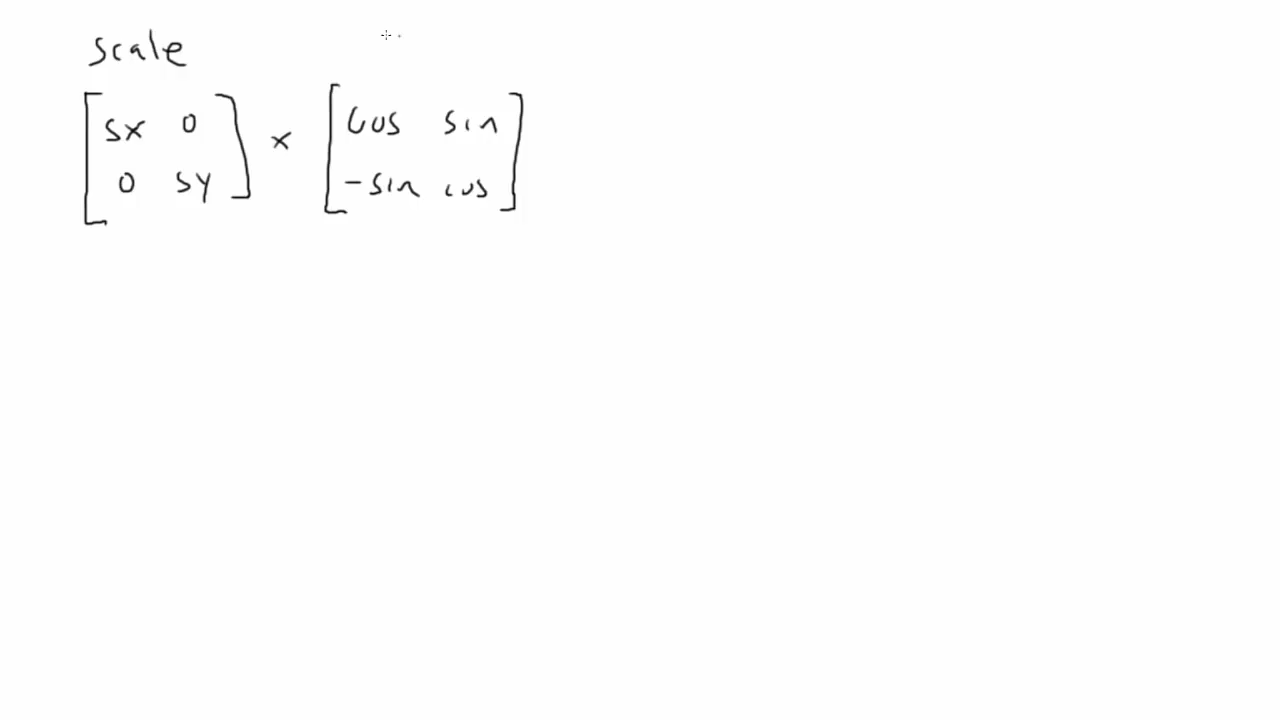 scale
[ sx 0 ] × [ cos sin ]
[ 0 sy ] [ -sin cos ]